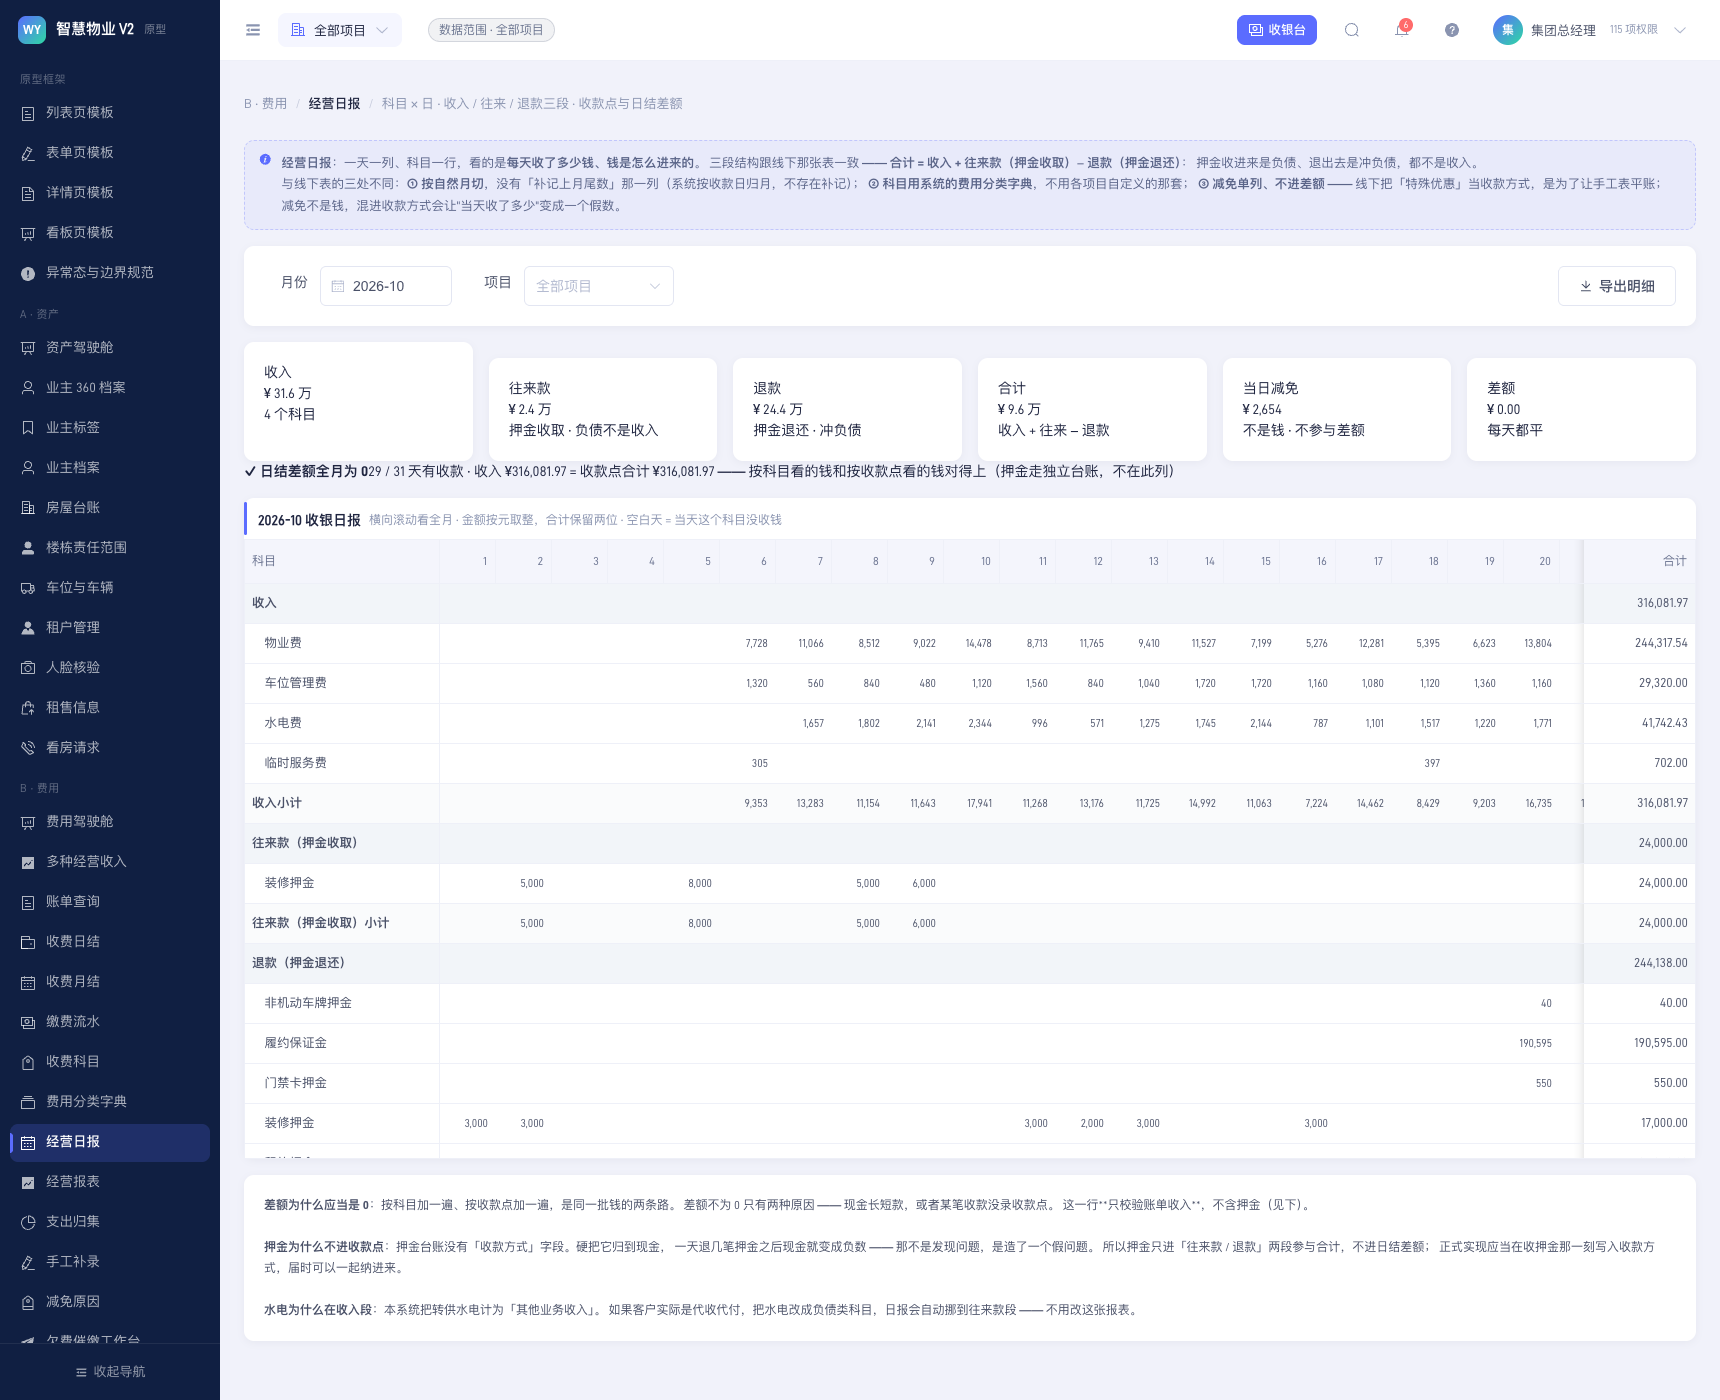 WY 智慧物业 V2 原型
原型框架
列表页模板
表单页模板
详情页模板
看板页模板
异常态与边界规范
A · 资产
资产驾驶舱
业主 360 档案
业主标签
业主档案
房屋台账
楼栋责任范围
车位与车辆
租户管理
人脸核验
租售信息
看房请求
B · 费用
费用驾驶舱
多种经营收入
账单查询
收费日结
收费月结
缴费流水
收费科目
费用分类字典
经营日报
经营报表
支出归集
手工补录
减免原因
欠费催缴工作台
收起导航
全部项目
数据范围 · 全部项目
收银台
6
集 集团总经理 115 项权限
B · 费用 / 经营日报 / 科目 × 日 · 收入 / 往来 / 退款三段 · 收款点与日结差额
经营日报：一天一列、科目一行，看的是每天收了多少钱、钱是怎么进来的。 三段结构跟线下那张表一致 —— 合计 = 收入 + 往来款（押金收取）− 退款（押金退还）： 押金收进来是负债、退出去是冲负债，都不是收入。
与线下表的三处不同：① 按自然月切，没有「补记上月尾数」那一列（系统按收款日归月，不存在补记）； ② 科目用系统的费用分类字典，不用各项目自定义的那套； ③ 减免单列、不进差额 —— 线下把「特殊优惠」当收款方式，是为了让手工表平账；
减免不是钱，混进收款方式会让"当天收了多少"变成一个假数。
月份 2026-10 项目 全部项目 导出明细
收入
¥ 31.6 万
4 个科目
往来款
¥ 2.4 万
押金收取 · 负债不是收入
退款
¥ 24.4 万
押金退还 · 冲负债
合计
¥ 9.6 万
收入 + 往来 − 退款
当日减免
¥ 2,654
不是钱 · 不参与差额
差额
¥ 0.00
每天都平
日结差额全月为 029 / 31 天有收款 · 收入 ¥316,081.97 = 收款点合计 ¥316,081.97 —— 按科目看的钱和按收款点看的钱对得上（押金走独立台账，不在此列）
2026-10 收银日报 横向滚动看全月 · 金额按元取整，合计保留两位 · 空白天 = 当天这个科目没收钱
科目 1 2 3 4 5 6 7 8 9 10 11 12 13 14 15 16 17 18 19 20 合计
收入 316,081.97
物业费 7,728 11,066 8,512 9,022 14,478 8,713 11,765 9,410 11,527 7,199 5,276 12,281 5,395 6,623 13,804 244,317.54
车位管理费 1,320 560 840 480 1,120 1,560 840 1,040 1,720 1,720 1,160 1,080 1,120 1,360 1,160 29,320.00
水电费 1,657 1,802 2,141 2,344 996 571 1,275 1,745 2,144 787 1,101 1,517 1,220 1,771 41,742.43
临时服务费 305 397 702.00
收入小计 9,353 13,283 11,154 11,643 17,941 11,268 13,176 11,725 14,992 11,063 7,224 14,462 8,429 9,203 16,735 1 316,081.97
往来款（押金收取） 24,000.00
装修押金 5,000 8,000 5,000 6,000 24,000.00
往来款（押金收取）小计 5,000 8,000 5,000 6,000 24,000.00
退款（押金退还） 244,138.00
非机动车牌押金 40 40.00
履约保证金 190,595 190,595.00
门禁卡押金 550 550.00
装修押金 3,000 3,000 3,000 2,000 3,000 3,000 17,000.00
差额为什么应当是 0：按科目加一遍、按收款点加一遍，是同一批钱的两条路。 差额不为 0 只有两种原因 —— 现金长短款，或者某笔收款没录收款点。 这一行**只校验账单收入**，不含押金（见下）。
押金为什么不进收款点：押金台账没有「收款方式」字段。硬把它归到现金，一天退几笔押金之后现金就变成负数 —— 那不是发现问题，是造了一个假问题。 所以押金只进「往来款 / 退款」两段参与合计，不进日结差额； 正式实现应当在收押金那一刻写入收款方
式，届时可以一起纳进来。
水电为什么在收入段：本系统把转供水电计为「其他业务收入」。 如果客户实际是代收代付，把水电改成负债类科目，日报会自动挪到往来款段 —— 不用改这张报表。